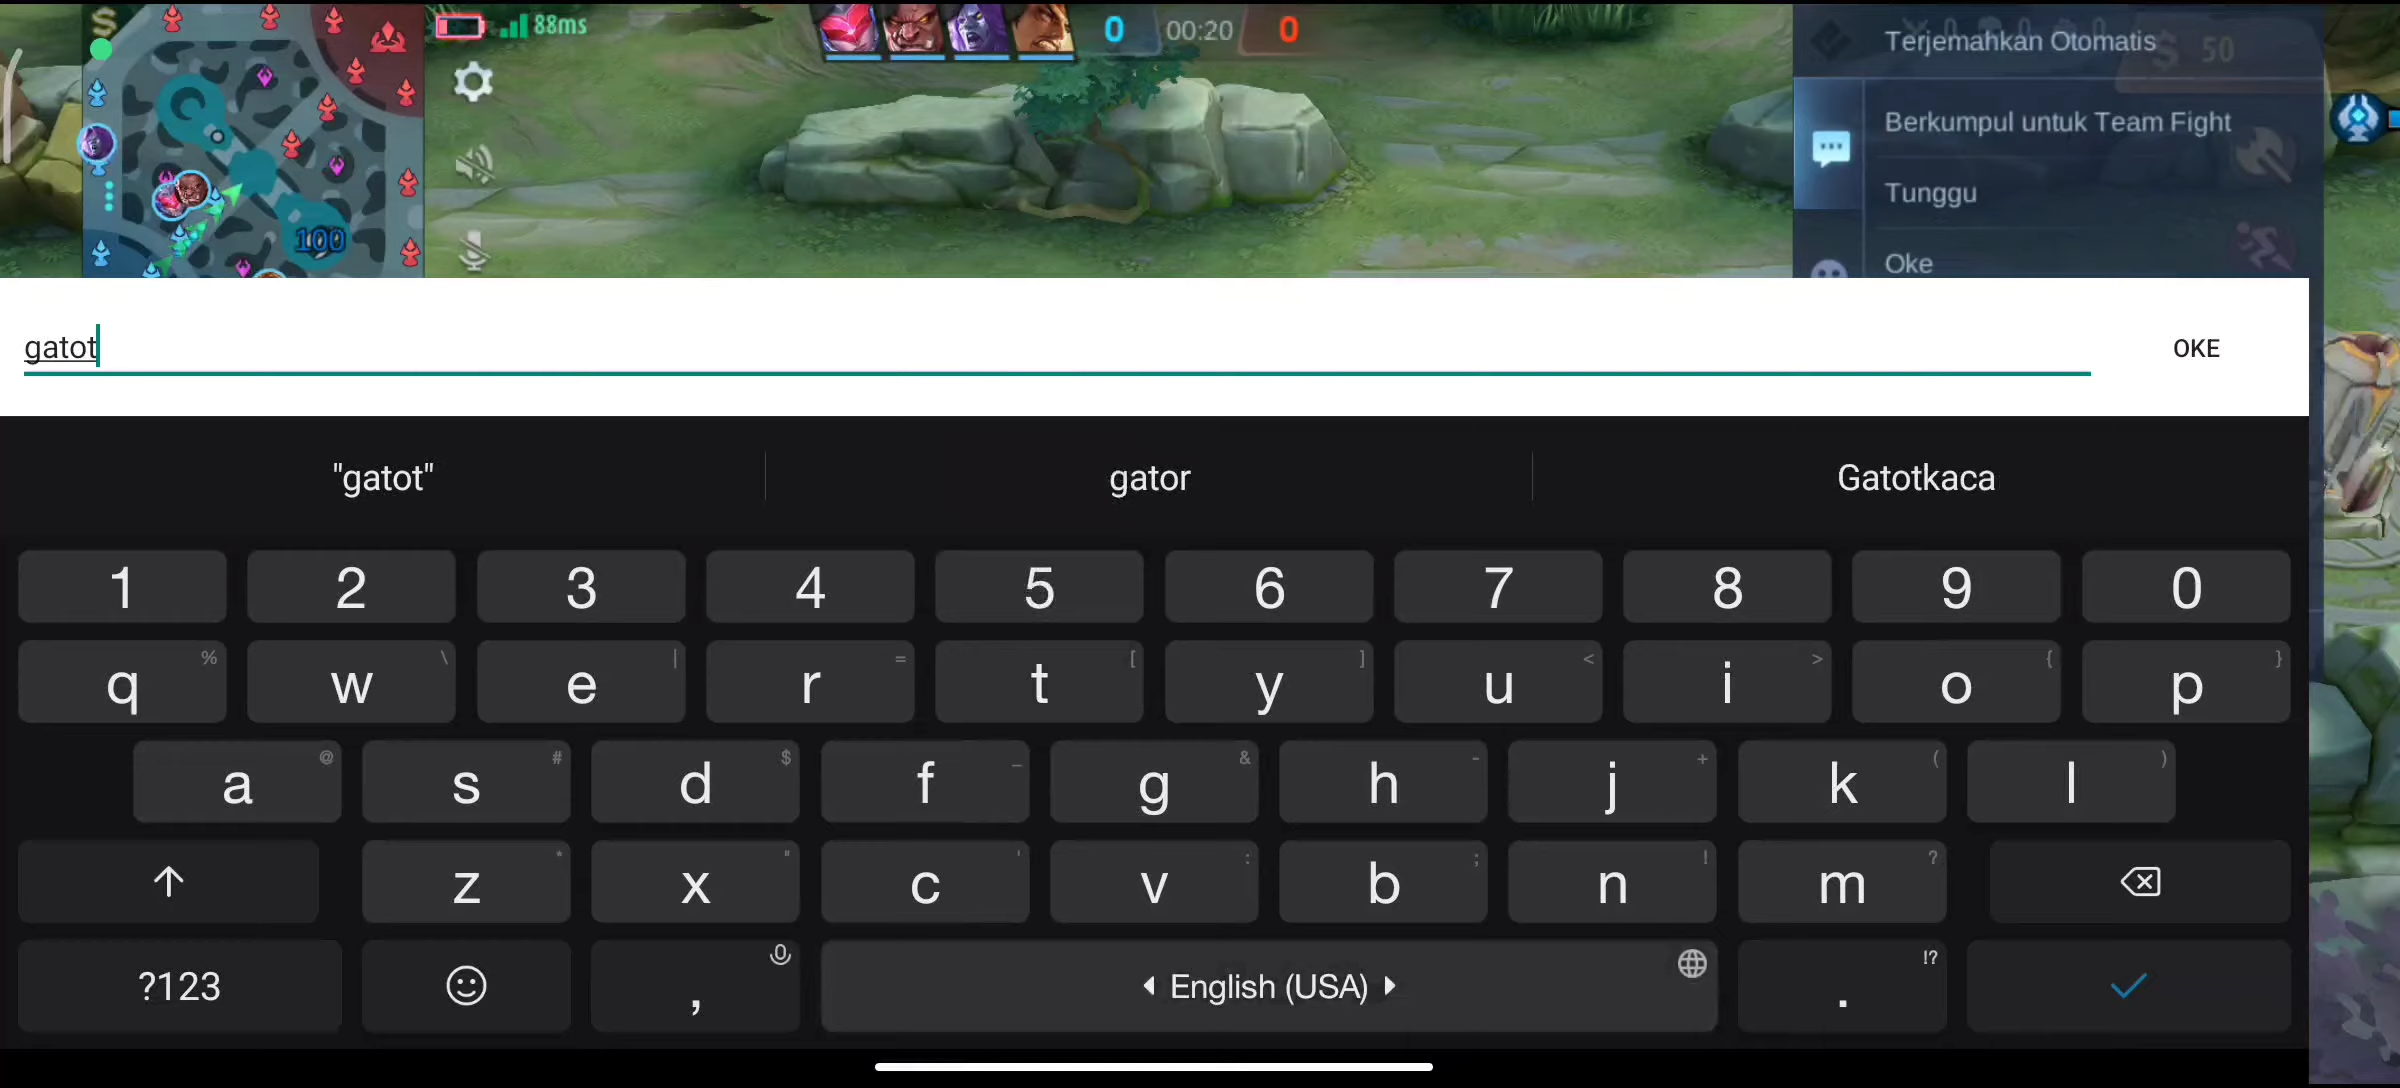 $
88ms
0
00:20
0
Terjemahkan Otomatis
$ 50
Berkumpul untuk Team Fight
Tunggu
Oke
100
gatot
OKE
"gatot"
gator
Gatotkaca
1 2 3 4 5 6 7 8 9 0
% \ | = [ ] < > { }
q w e r t y u i o p
@ # $ _ & - + ( )
a s d f g h j k l
* " ' : ; ! ?
z x c v b n m
!?
?123 , English (USA) .